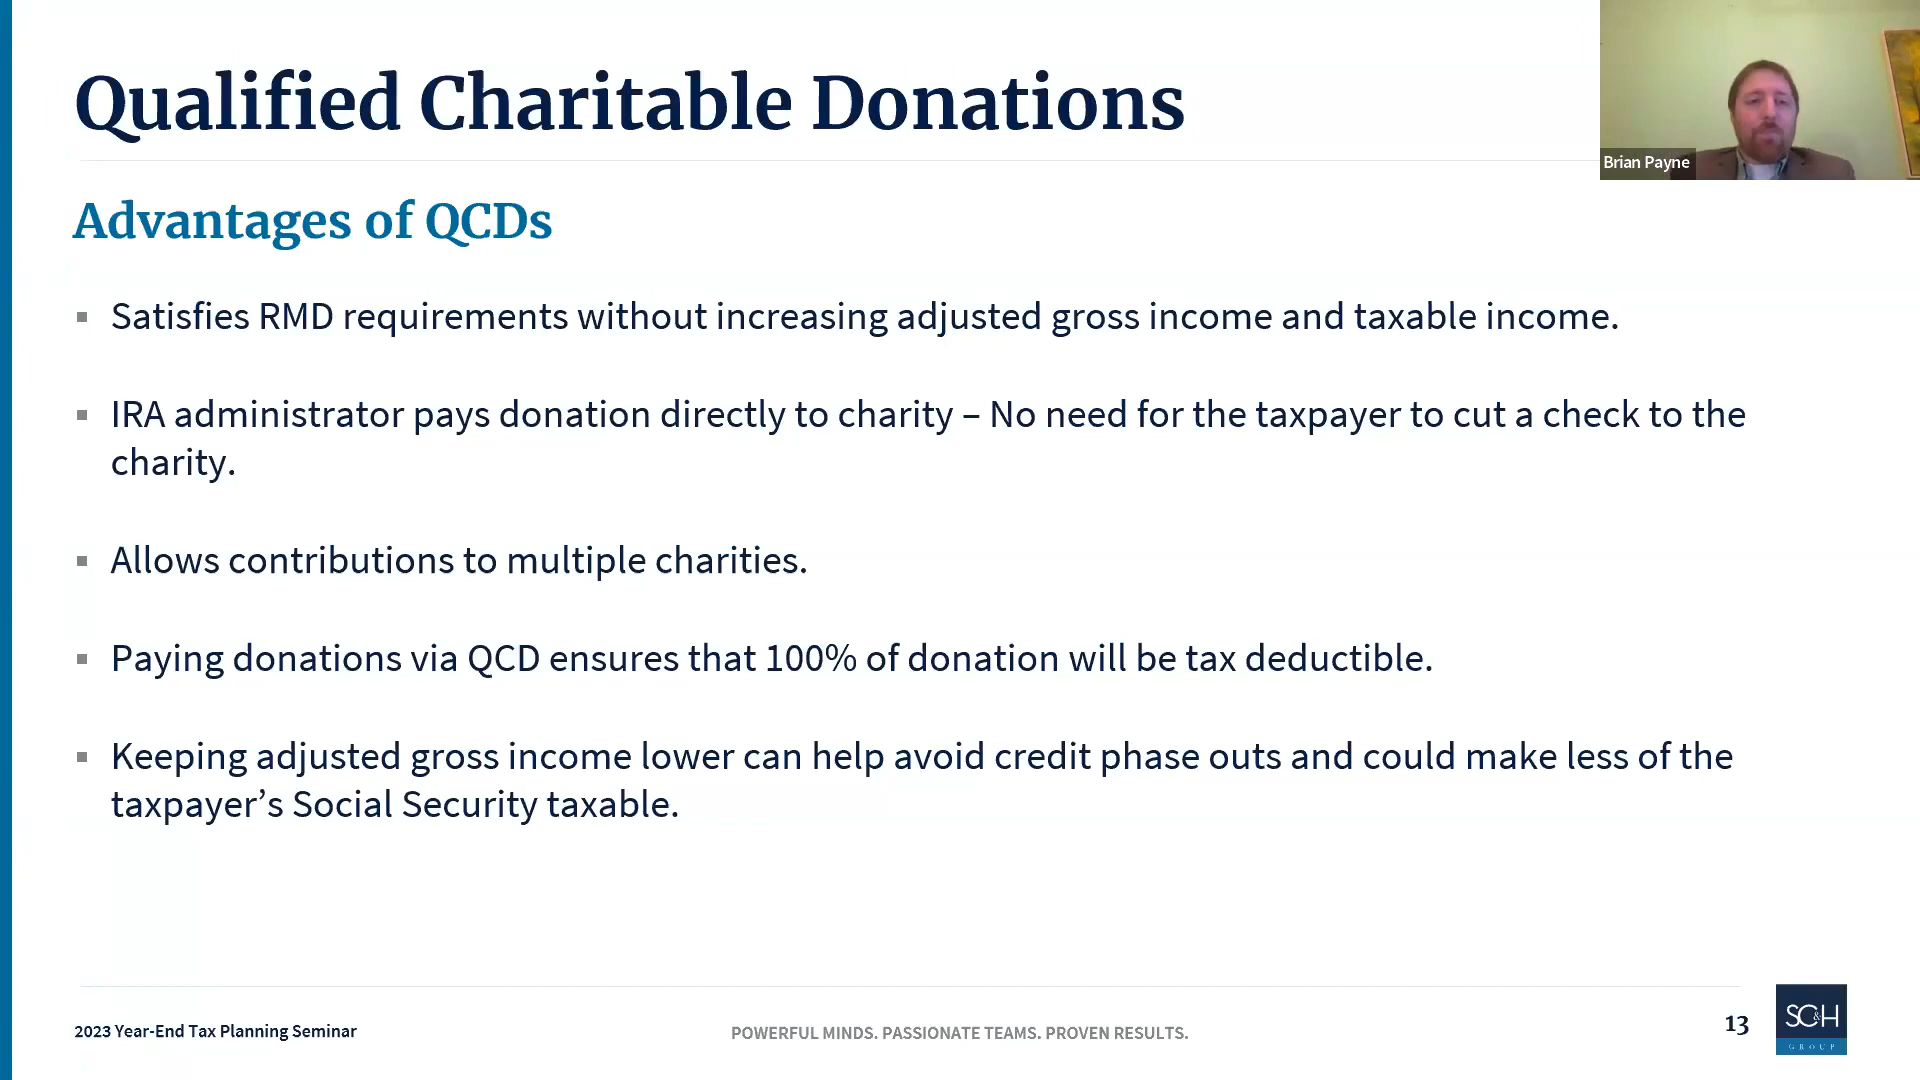 Qualified Charitable Donations
Brian Payne
Advantages of QCDs
▪ Satisfies RMD requirements without increasing adjusted gross income and taxable income.
▪ IRA administrator pays donation directly to charity – No need for the taxpayer to cut a check to the
charity.
▪ Allows contributions to multiple charities.
▪ Paying donations via QCD ensures that 100% of donation will be tax deductible.
▪ Keeping adjusted gross income lower can help avoid credit phase outs and could make less of the
taxpayer’s Social Security taxable.
2023 Year-End Tax Planning Seminar
POWERFUL MINDS. PASSIONATE TEAMS. PROVEN RESULTS.
13
SC&H
GROUP